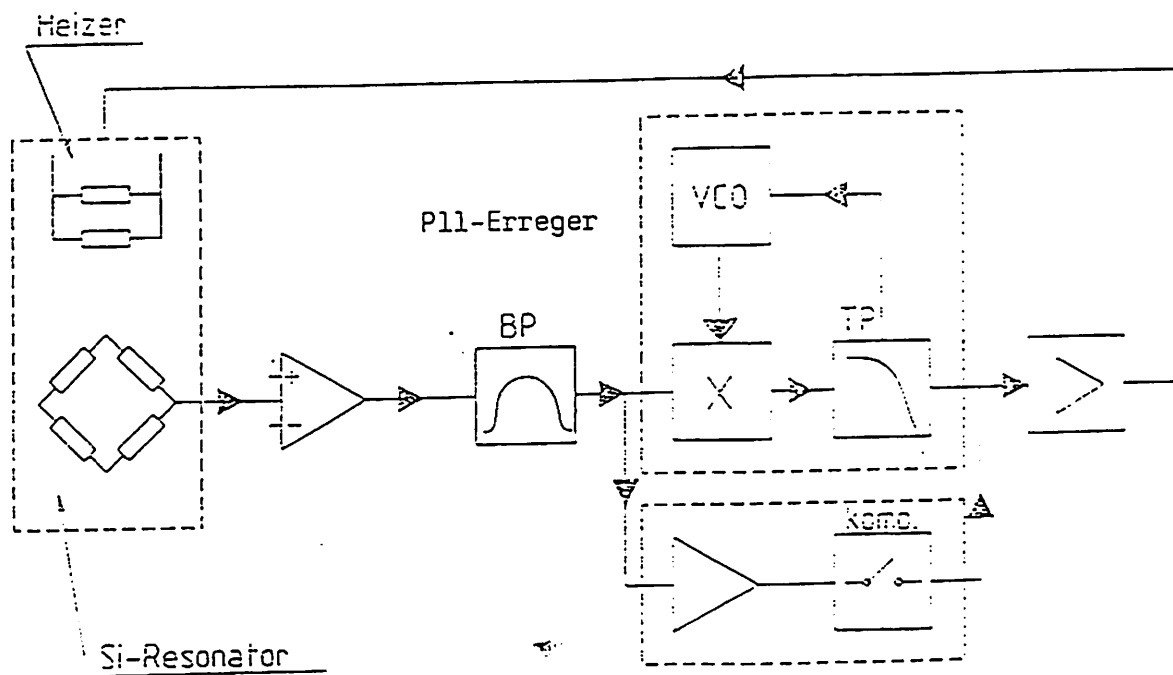 Heizer
VCO
Pll-Erreger
BP
TP
X
Komp.
Si-Resonator